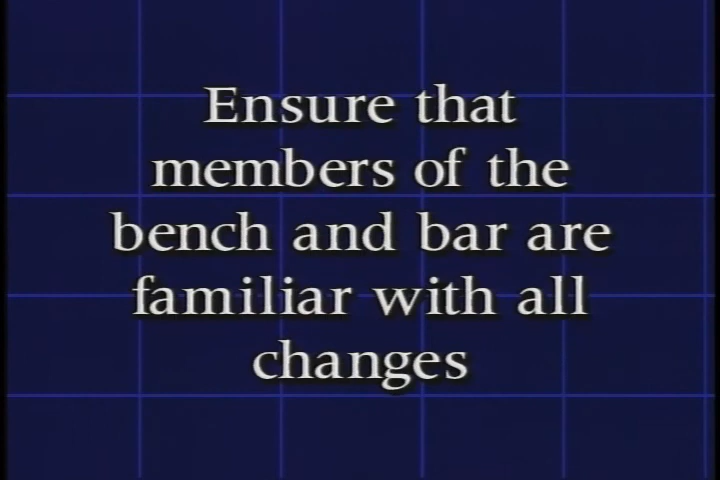 Ensure that
members of the
bench and bar are
familiar with all
changes